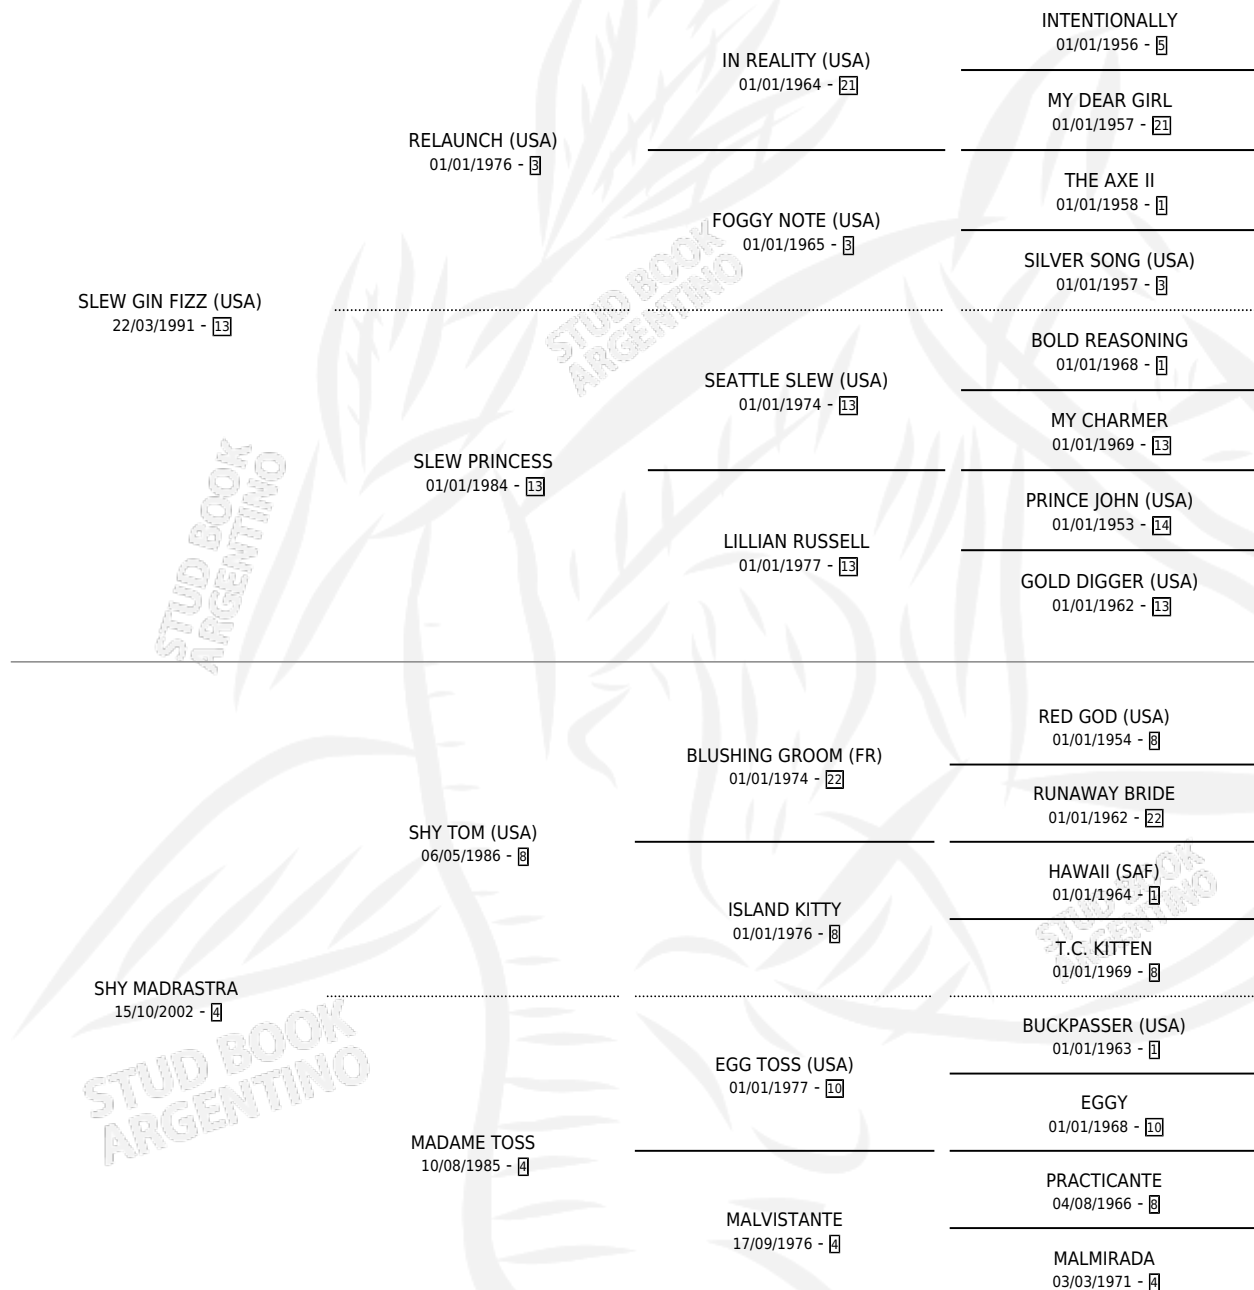 INTENTIONALLY
01/01/1956 - 5
IN REALITY (USA)
01/01/1964 - 21
MY DEAR GIRL
01/01/1957 - 21
RELAUNCH (USA)
01/01/1976 - 3
THE AXE II
01/01/1958 - 1
FOGGY NOTE (USA)
01/01/1965 - 3
SILVER SONG (USA)
01/01/1957 - 3
SLEW GIN FIZZ (USA)
22/03/1991 - 13
BOLD REASONING
01/01/1968 - 1
SEATTLE SLEW (USA)
01/01/1974 - 13
MY CHARMER
01/01/1969 - 13
SLEW PRINCESS
01/01/1984 - 13
PRINCE JOHN (USA)
01/01/1953 - 14
LILLIAN RUSSELL
01/01/1977 - 13
GOLD DIGGER (USA)
01/01/1962 - 13
RED GOD (USA)
01/01/1954 - 8
BLUSHING GROOM (FR)
01/01/1974 - 22
RUNAWAY BRIDE
01/01/1962 - 22
SHY TOM (USA)
06/05/1986 - 8
HAWAII (SAF)
01/01/1964 - 1
ISLAND KITTY
01/01/1976 - 8
T.C. KITTEN
01/01/1969 - 8
SHY MADRASTRA
15/10/2002 - 4
BUCKPASSER (USA)
01/01/1963 - 1
EGG TOSS (USA)
01/01/1977 - 10
EGGY
01/01/1968 - 10
MADAME TOSS
10/08/1985 - 4
PRACTICANTE
04/08/1966 - 8
MALVISTANTE
17/09/1976 - 4
MALMIRADA
03/03/1971 - 4
STUD BOOK
ARGENTINO
STUD BOOK
ARGENTINO
STUD BOOK
ARGENTINO
STUD BOOK
ARGENTINO